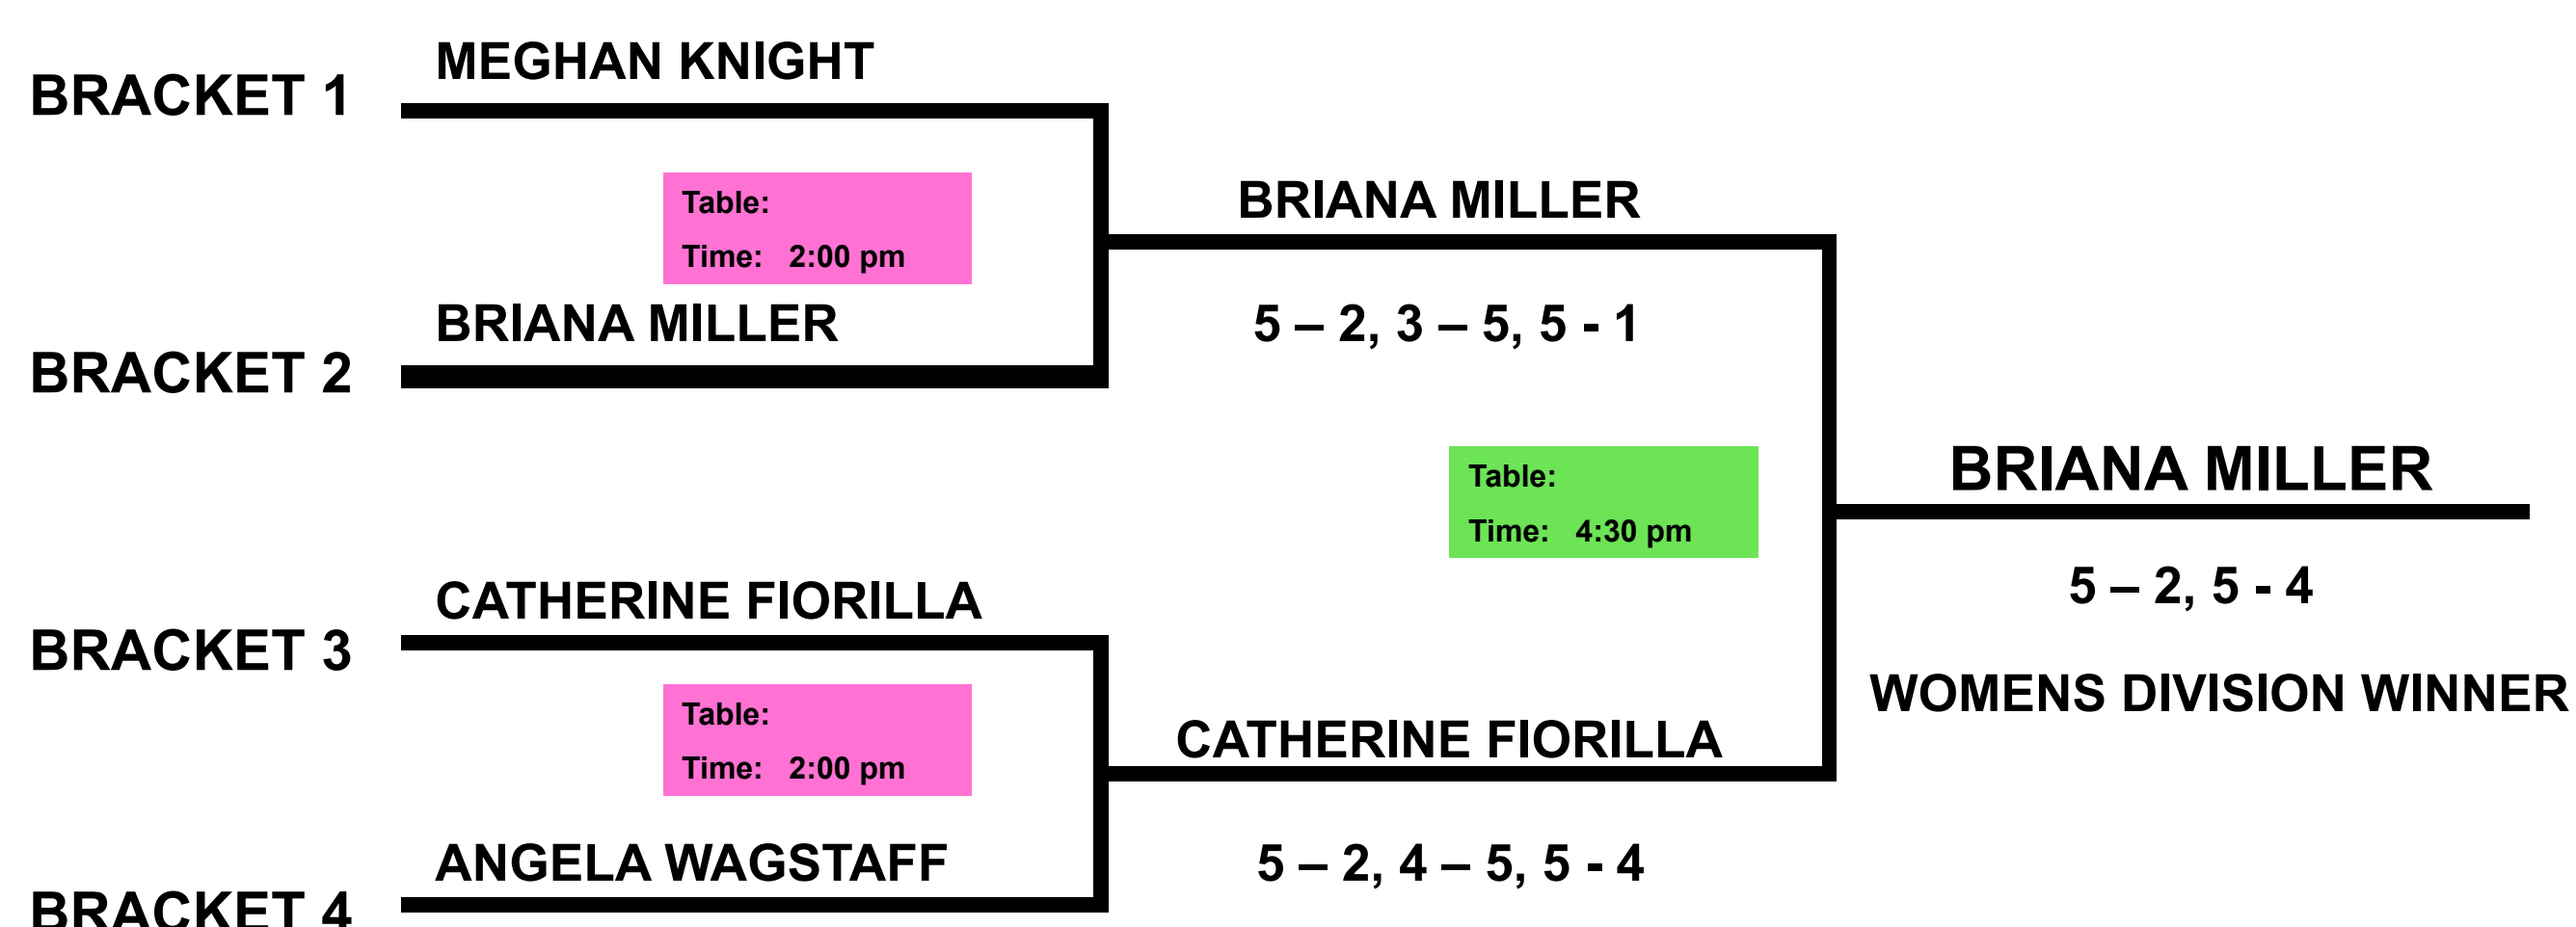 MEGHAN KNIGHT
BRACKET 1
Table:
Time: 2:00 pm
BRIANA MILLER
BRIANA MILLER
5 – 2, 3 – 5, 5 - 1
BRACKET 2
Table:
Time: 4:30 pm
BRIANA MILLER
5 – 2, 5 - 4
WOMENS DIVISION WINNER
CATHERINE FIORILLA
BRACKET 3
Table:
Time: 2:00 pm
CATHERINE FIORILLA
5 – 2, 4 – 5, 5 - 4
ANGELA WAGSTAFF
BRACKET 4